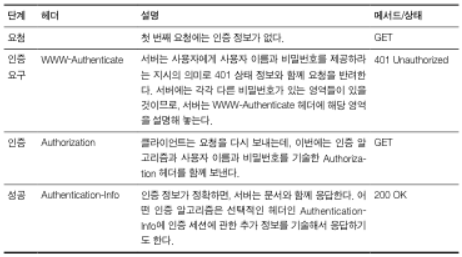 단계 헤더 설명 메서드/상태
요청 첫 번째 요청에는 인증 정보가 없다. GET
인증 WWW-Authenticate 서버는 사용자에게 사용자 이름과 비밀번호를 제공하라 401 Unauthorized
요구 는 지시의 의미로 401 상태 정보와 함께 요청을 반려한
다. 서버에는 각각 다른 비밀번호가 있는 영역들이 있을
것이므로, 서버는 WWW-Authenticate 헤더에 해당 영역
을 설명해 놓는다.
인증 Authorization 클라이언트는 요청을 다시 보내는데, 이번에는 인증 알 GET
고리즘과 사용자 이름과 비밀번호를 기술한 Authoriza-
tion 헤더를 함께 보낸다.
성공 Authentication-Info 인증 정보가 정확하면, 서버는 문서와 함께 응답한다. 어 200 OK
떤 인증 알고리즘은 선택적인 헤더인 Authentication-
Info에 인증 세션에 관한 추가 정보를 기술해서 응답하기
도 한다.